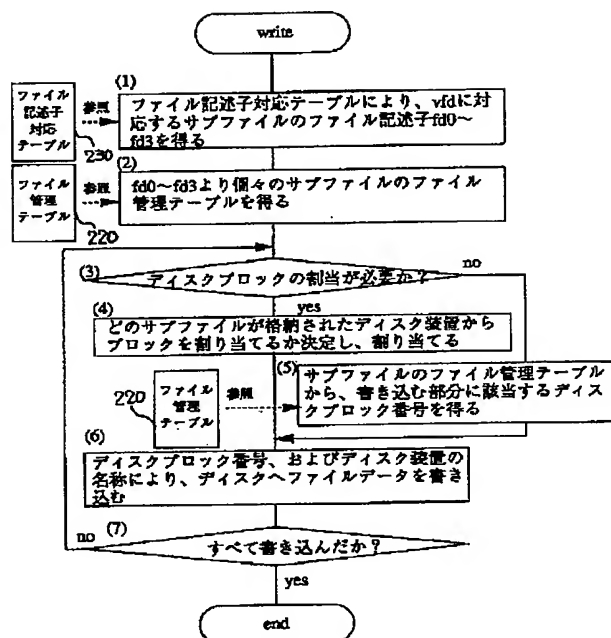 write
(1)
ファイル
記述子
対応
テーブル
参照
230
ファイル記述子対応テーブルにより、vfdに対
応するサブファイルのファイル記述子fd0～
fd3を得る
(2)
ファイル
管理
テーブル
参照
220
fd0～fd3より個々のサブファイルのファイル
管理テーブルを得る
(3)
ディスクブロックの割当が必要か?
no
yes
(4)
どのサブファイルが格納されたディスク装置から
ブロックを割り当てるか決定し、割り当てる
(5)
220
ファイル
管理
テーブル
参照
サブファイルのファイル管理テーブル
から、書き込む部分に該当するディス
クブロック番号を得る
(6)
ディスクブロック番号、およびディスク装置の
名称により、ディスクへファイルデータを書き
込む
no
(7)
すべて書き込んだか?
yes
end